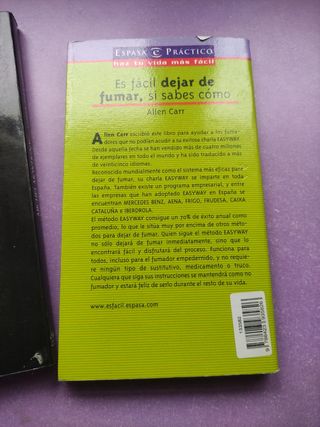 ESPASA e PRÁCTICO
haz tu vida más fácil
Es fácil dejar de
fumar, si sabes cómo
Allen Carr
Allen Carr escribió este libro para ayudar a los fuma-
dores que no podían acudir a su exitosa charla EASYWAY.
Desde aquella fecha se han vendido más de cuatro millones
de ejemplares en todo el mundo y ha sido traducido a más
de veinticinco idiomas.
Reconocido mundialmente como el sistema más eficaz para
dejar de fumar, su charla EASYWAY se imparte en toda
España. También existe un programa empresarial, y entre
las empresas que han adoptado EASYWAY en España se
encuentran MERCEDES BENZ, AENA, FRIGO, FRUDESA, CAIXA
CATALUÑA e IBERDROLA.
El método EASYWAY consigue un 70% de éxito anual como
promedio, lo que le sitúa muy por encima de otros méto-
dos para dejar de fumar. Quien sigue el método EASYWAY
no sólo dejará de fumar inmediatamente, sino que lo
encontrará fácil y disfrutará del proceso. Funciona para
todos, incluso para el fumador empedernido, y no requie-
re ningún tipo de sustitutivo, medicamento o truco.
Cualquiera que siga sus instrucciones se mantendrá como no
fumador y estará feliz de serlo durante el resto de su vida.
www.esfacil.espasa.com